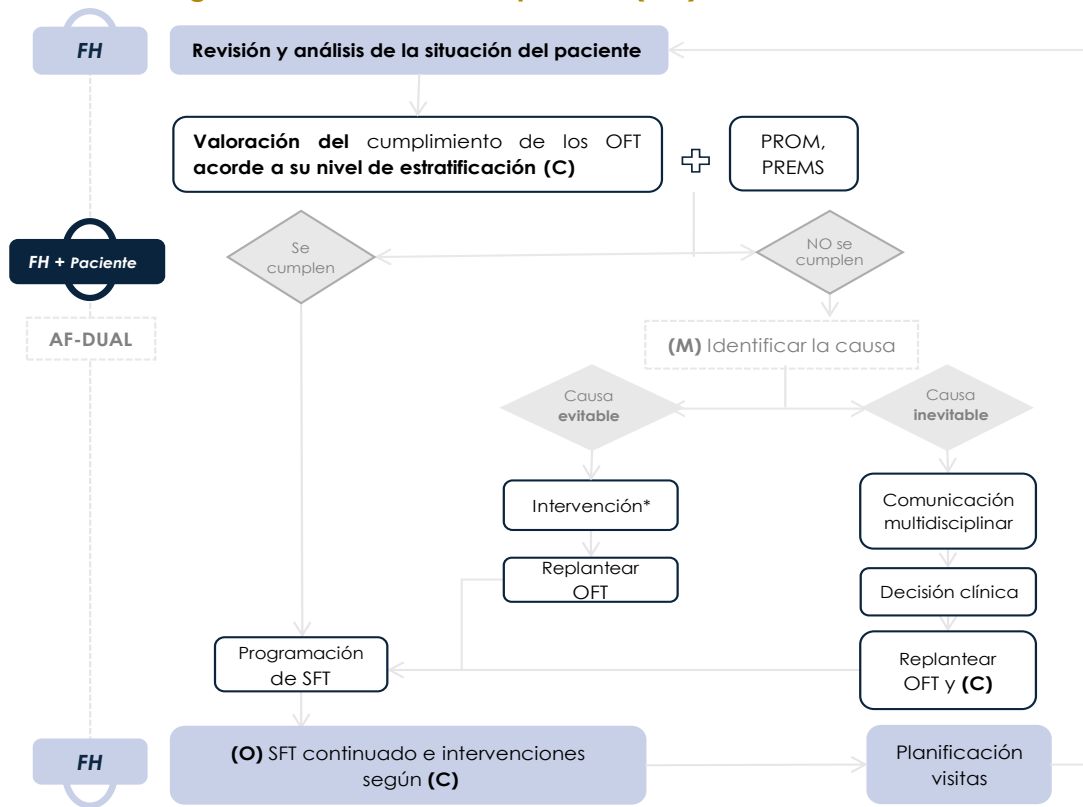 FH
Revisión y análisis de la situación del paciente
Valoración del cumplimiento de los OFT
acorde a su nivel de estratificación (C)
PROM,
PREMS
Se
cumplen
NO se
cumplen
FH + Paciente
AF-DUAL
(M) Identificar la causa
Causa
evitable
Causa
inevitable
Intervención*
Comunicación
multidisciplinar
Replantear
OFT
Decisión clínica
Programación
de SFT
Replantear
OFT y (C)
FH
(O) SFT continuado e intervenciones
según (C)
Planificación
visitas